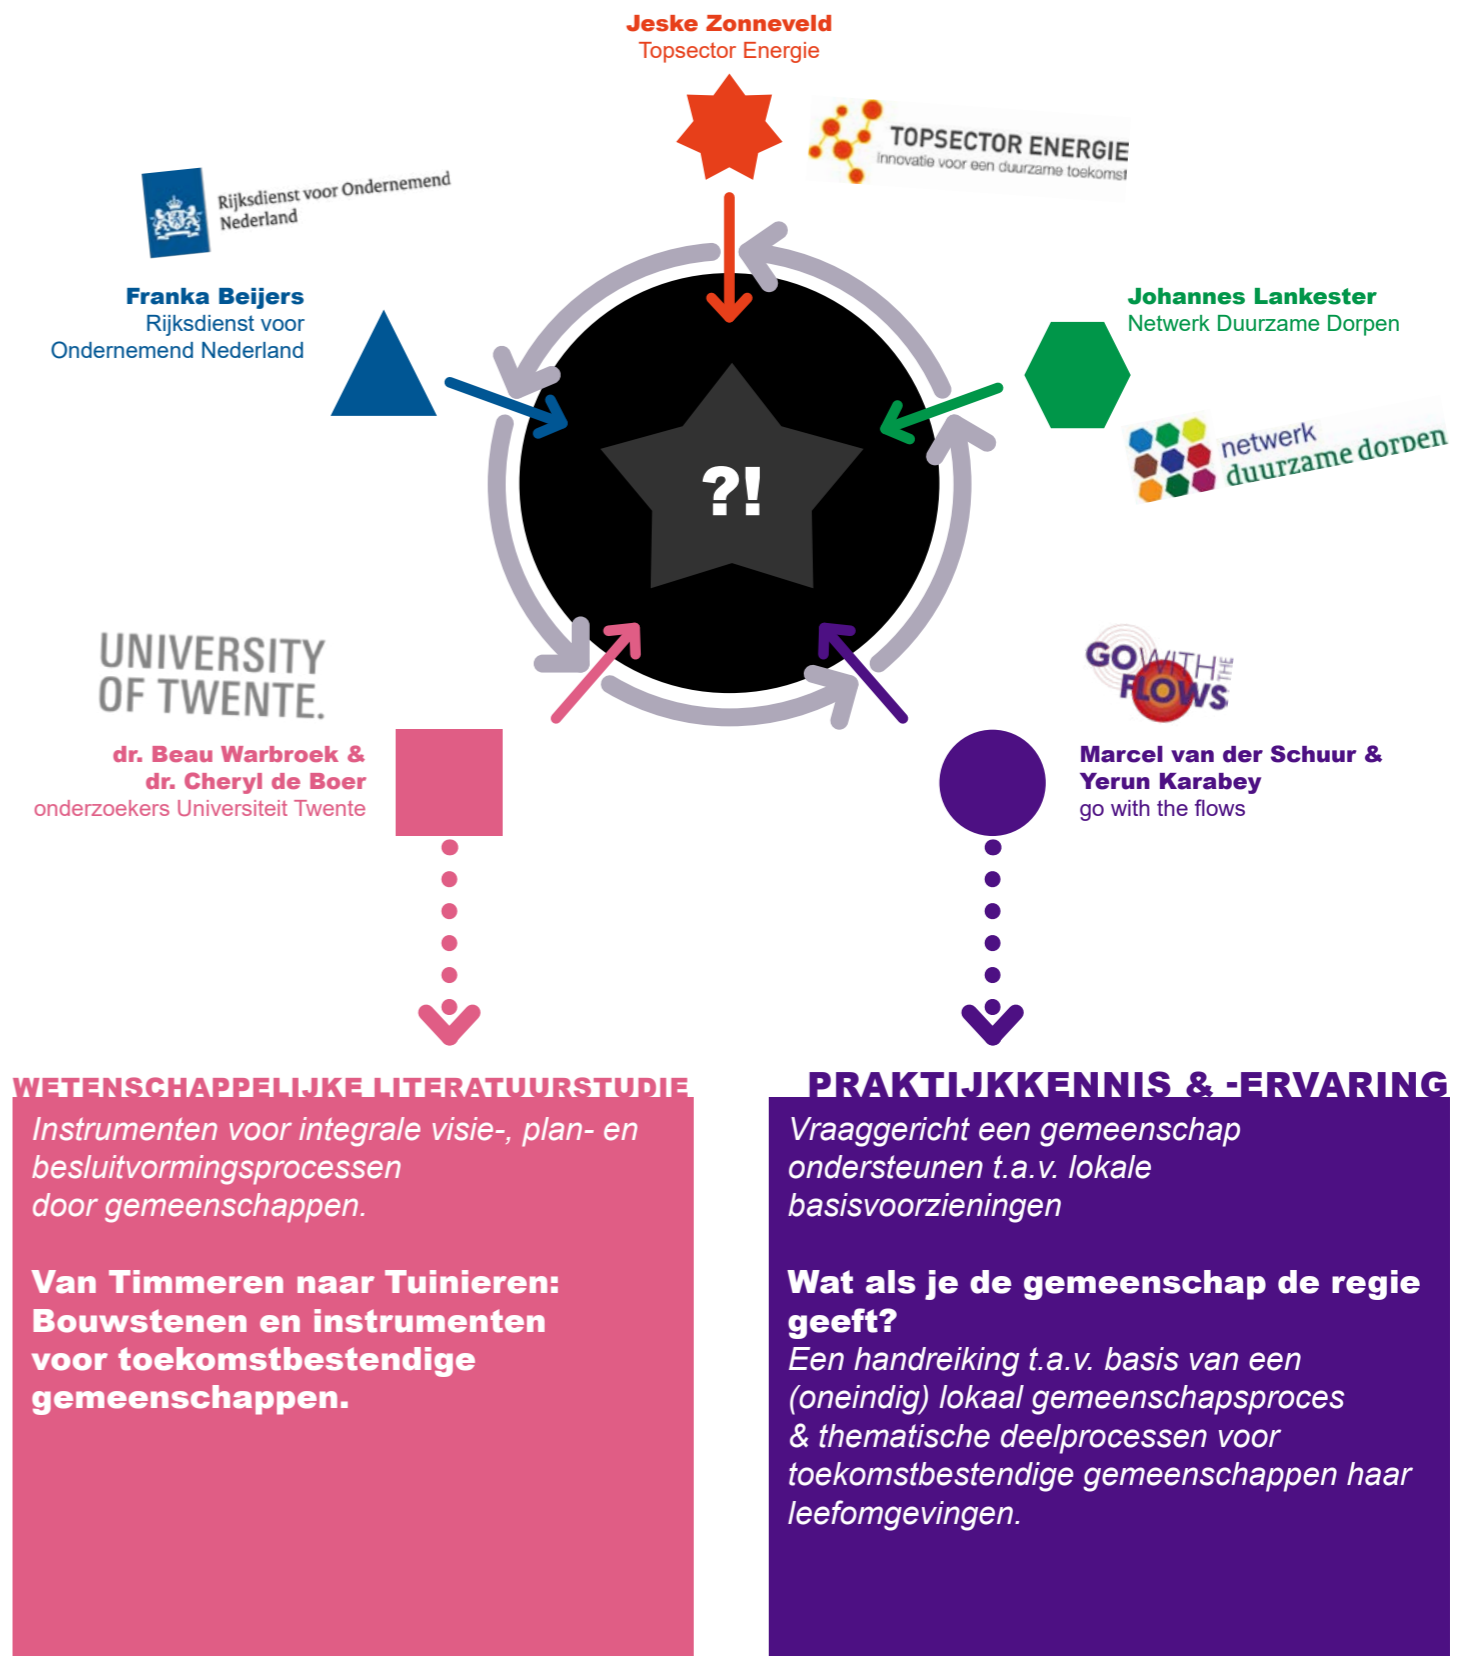 Jeske Zonneveld
Topsector Energie
TOPSECTOR ENERGIE
Innovatie voor een duurzame toekomst
Rijksdienst voor Ondernemend
Nederland
Franka Beijers
Rijksdienst voor
Ondernemend Nederland
Johannes Lankester
Netwerk Duurzame Dorpen
netwerk
duurzame dorpen
?!
UNIVERSITY
OF TWENTE.
dr. Beau Warbroek &
dr. Cheryl de Boer
onderzoekers Universiteit Twente
GO WITH THE
FLOWS
Marcel van der Schuur &
Yerun Karabey
go with the flows
WETENSCHAPPELIJKE LITERATUURSTUDIE
Instrumenten voor integrale visie-, plan- en
besluitvormingsprocessen
door gemeenschappen.
Van Timmeren naar Tuinieren:
Bouwstenen en instrumenten
voor toekomstbestendige
gemeenschappen.
PRAKTIJKKENNIS & -ERVARING
Vraaggericht een gemeenschap
ondersteunen t.a.v. lokale
basisvoorzieningen
Wat als je de gemeenschap de regie
geeft?
Een handreiking t.a.v. basis van een
(oneindig) lokaal gemeenschapsproces
& thematische deelprocessen voor
toekomstbestendige gemeenschappen haar
leefomgevingen.